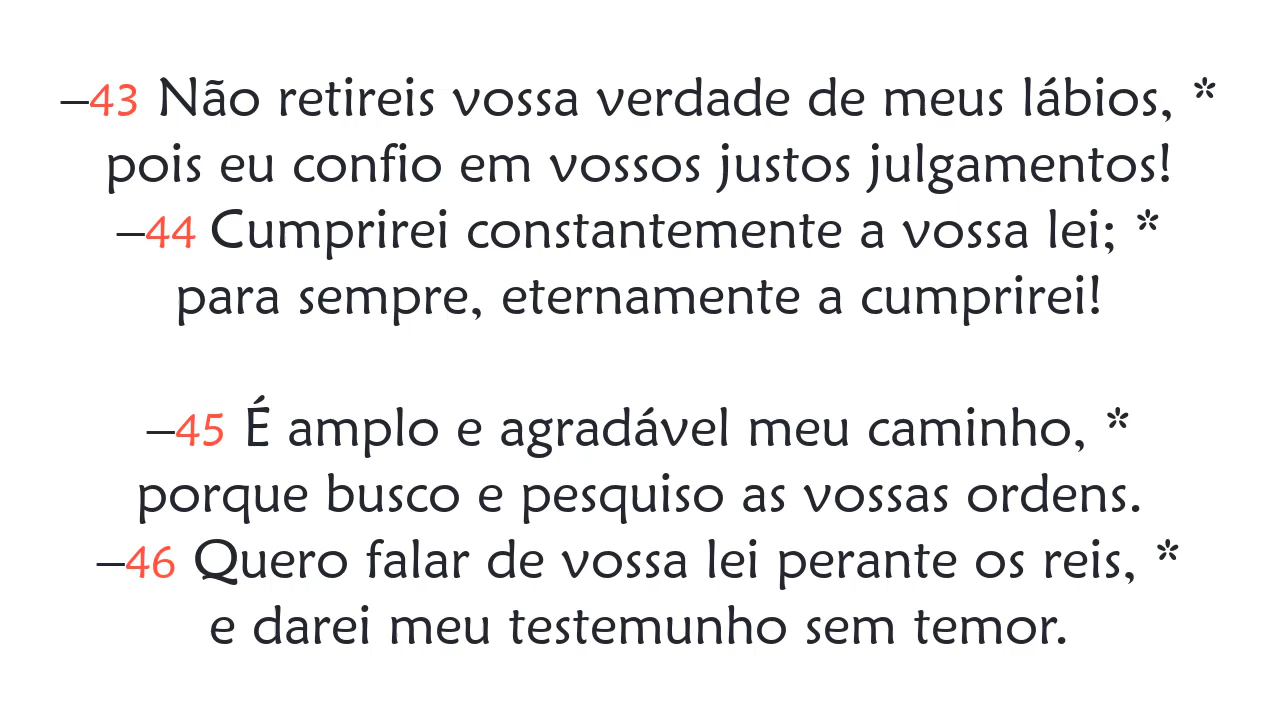 –43 Não retireis vossa verdade de meus lábios, *
pois eu confio em vossos justos julgamentos!
–44 Cumprirei constantemente a vossa lei; *
para sempre, eternamente a cumprirei!
–45 É amplo e agradável meu caminho, *
porque busco e pesquiso as vossas ordens.
–46 Quero falar de vossa lei perante os reis, *
e darei meu testemunho sem temor.